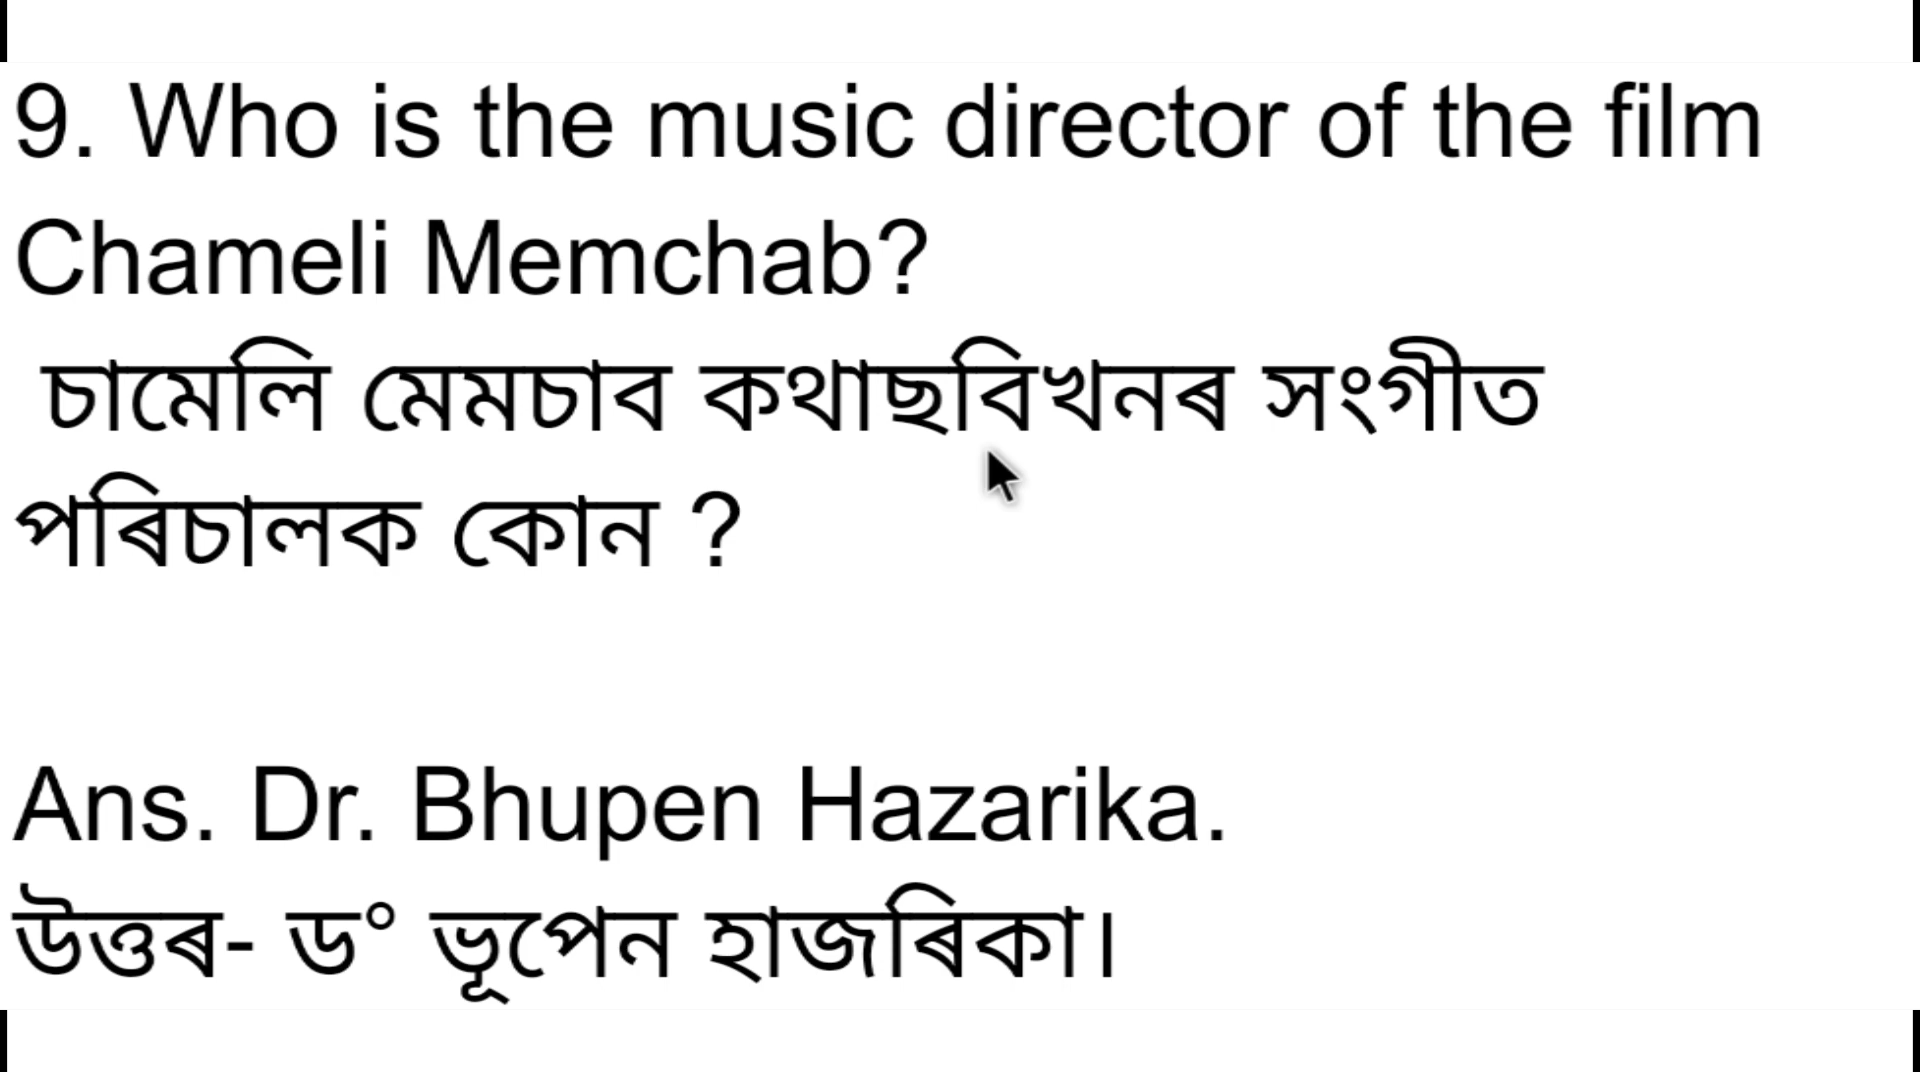 9. Who is the music director of the film
Chameli Memchab?
চামেলি মেমচাব কথাছবিখনৰ সংগীত
পৰিচালক কোন ?
Ans. Dr. Bhupen Hazarika.
উত্তৰ- ড° ভূপেন হাজৰিকা।